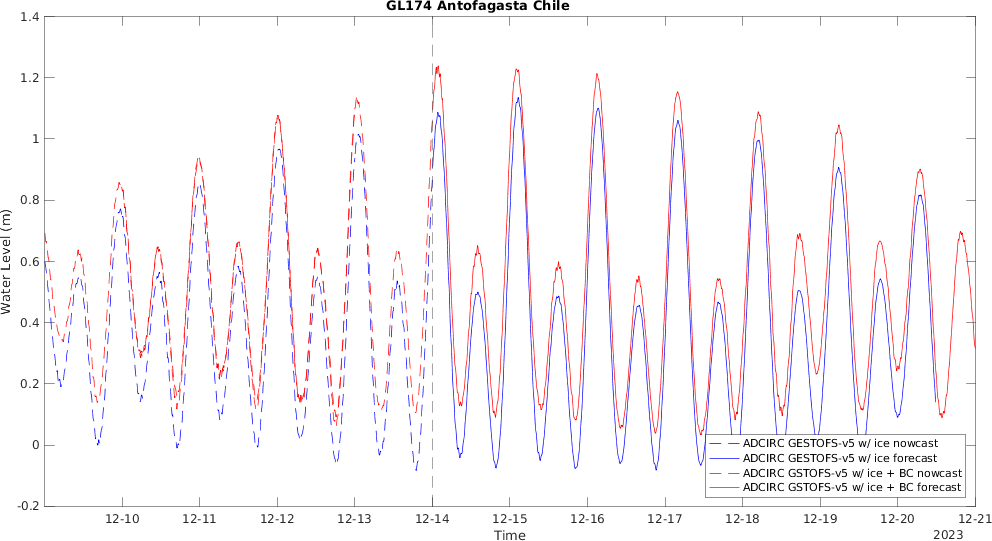 GL174 Antofagasta Chile
1.4
1.2
1
0.8
0.6
0.4
0.2
0
-0.2
Water Level (m)
ADCIRC GESTOFS-v5 w/ ice nowcast
ADCIRC GESTOFS-v5 w/ ice forecast
ADCIRC GSTOFS-v5 w/ ice + BC nowcast
ADCIRC GSTOFS-v5 w/ ice + BC forecast
12-10 12-11 12-12 12-13 12-14 12-15 12-16 12-17 12-18 12-19 12-20 12-21
Time
2023